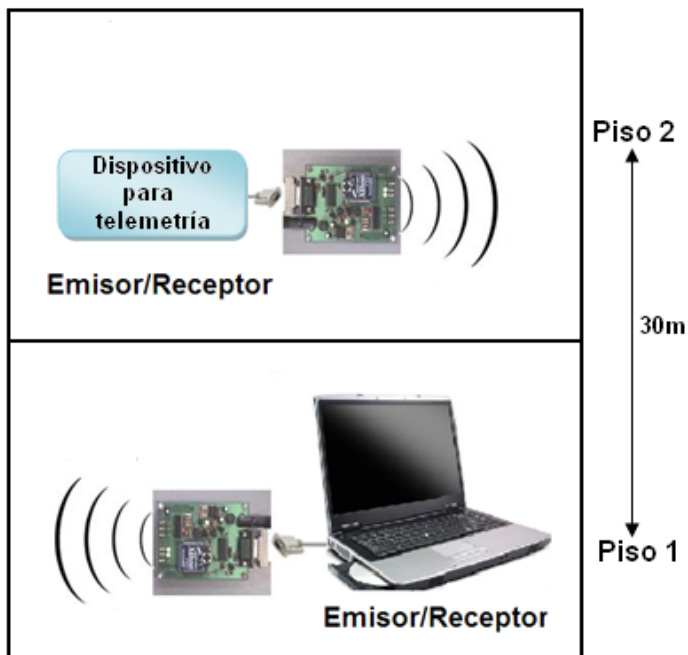 Dispositivo
para
telemetría
Emisor/Receptor
Piso 2
30m
Piso 1
Emisor/Receptor